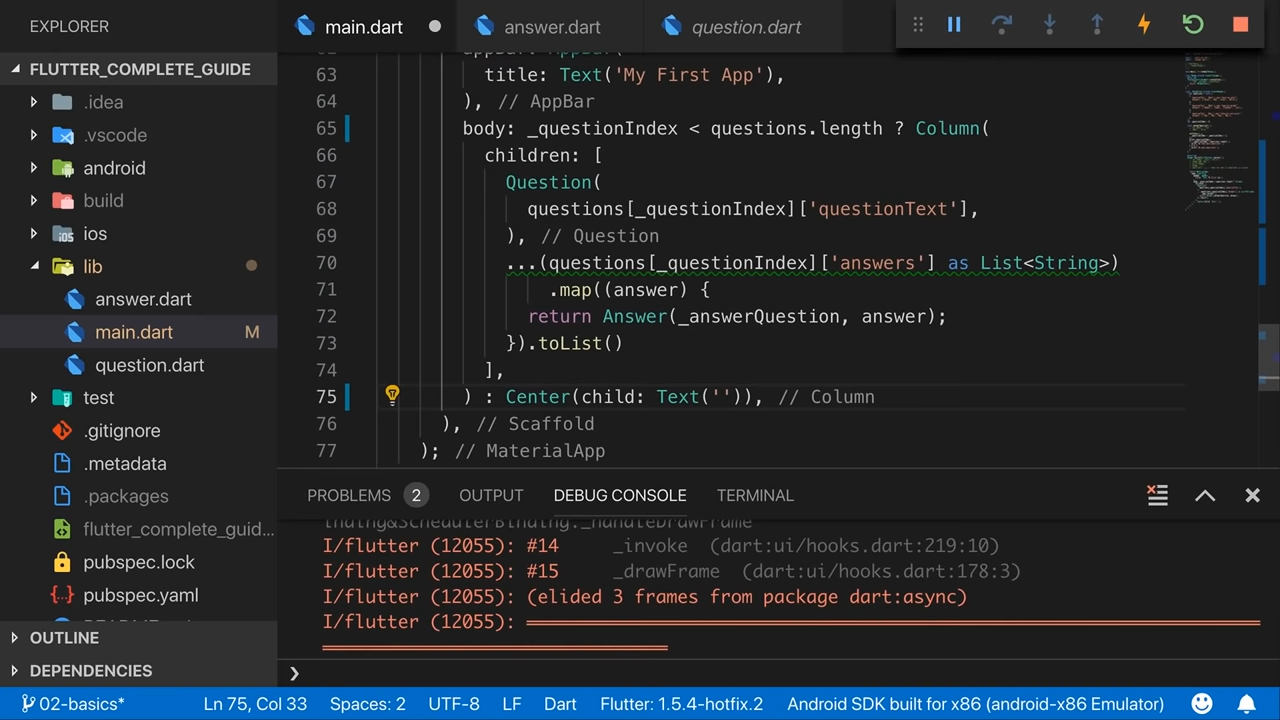 EXPLORER
main.dart
answer.dart
question.dart
FLUTTER_COMPLETE_GUIDE
.idea
.vscode
android
build
ios
lib
answer.dart
main.dart M
question.dart
test
.gitignore
.metadata
.packages
flutter_complete_guid...
pubspec.lock
pubspec.yaml
OUTLINE
DEPENDENCIES
63 title: Text('My First App'),
64 ), // AppBar
65 body: _questionIndex < questions.length ? Column(
66 children: [
67 Question(
68 questions[_questionIndex]['questionText'],
69 ), // Question
70 ...(questions[_questionIndex]['answers'] as List<String>)
71 .map((answer) {
72 return Answer(_answerQuestion, answer);
73 }).toList()
74 ],
75 ) : Center(child: Text('')), // Column
76 ), // Scaffold
77 ); // MaterialApp
PROBLEMS 2 OUTPUT DEBUG CONSOLE TERMINAL
I/flutter (12055): #14 _invoke (dart:ui/hooks.dart:219:10)
I/flutter (12055): #15 _drawFrame (dart:ui/hooks.dart:178:3)
I/flutter (12055): (elided 3 frames from package dart:async)
I/flutter (12055): ════════
❯
02-basics* Ln 75, Col 33 Spaces: 2 UTF-8 LF Dart Flutter: 1.5.4-hotfix.2 Android SDK built for x86 (android-x86 Emulator)